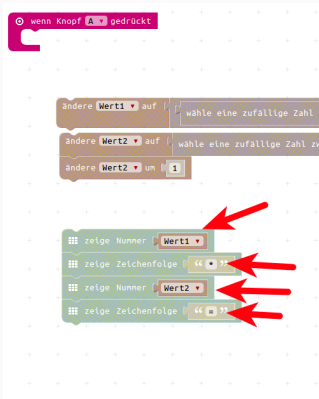 wenn Knopf A ▾ gedrückt
ändere Wert1 ▾ auf wähle eine zufällige Zahl
ändere Wert2 ▾ auf wähle eine zufällige Zahl zw
ändere Wert2 ▾ um 1
zeige Nummer Wert1 ▾
zeige Zeichenfolge “ * ”
zeige Nummer Wert2 ▾
zeige Zeichenfolge “ = ”